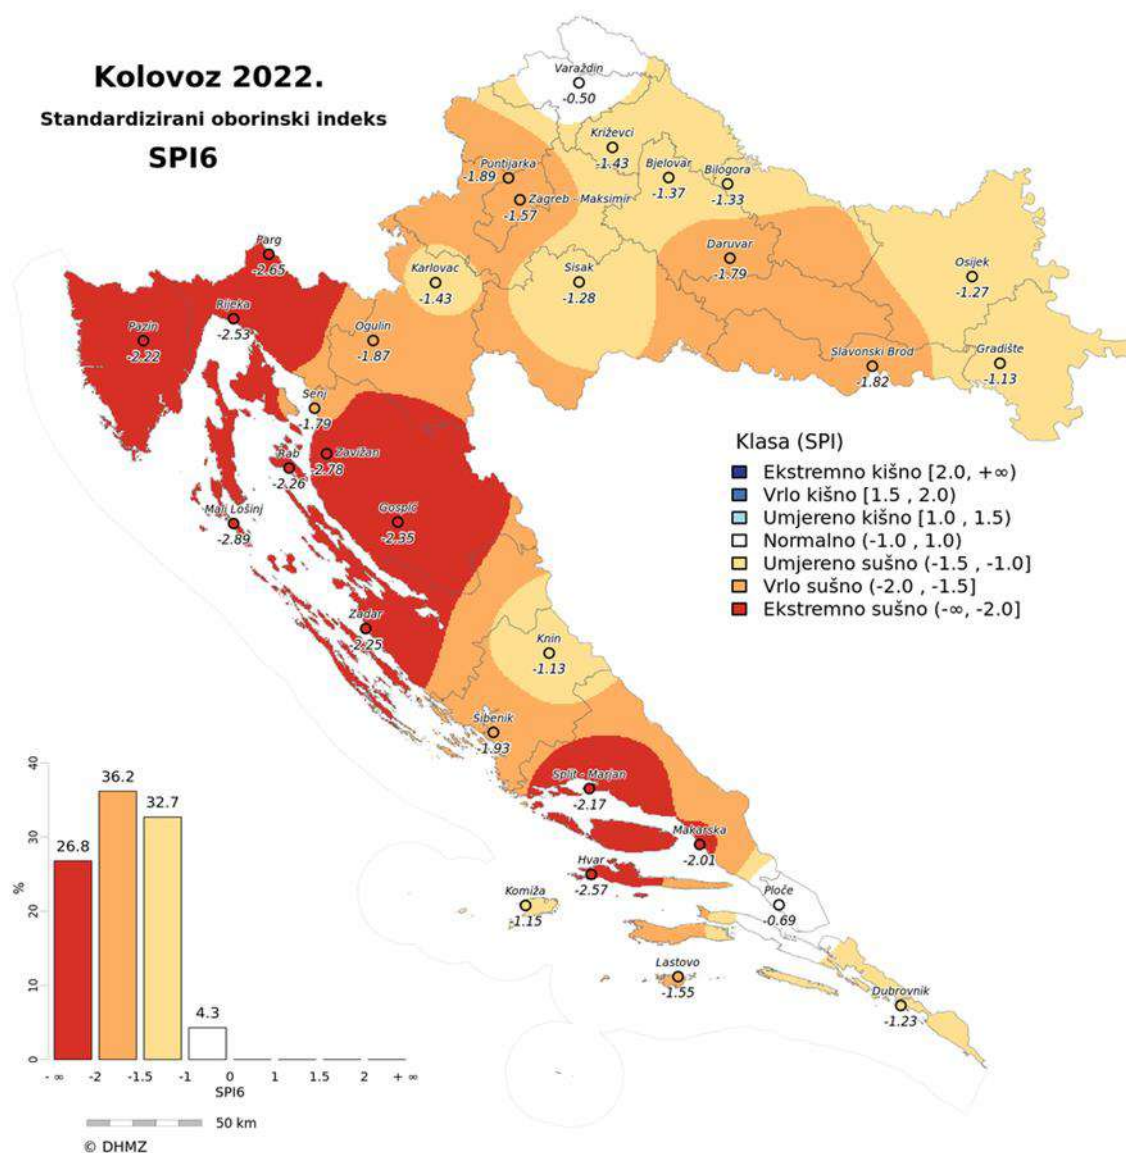 Kolovoz 2022.
Standardizirani oborinski indeks
SPI6
Varaždin
-0.50
Križevci
-1.43
Puntijarka
-1.89
Bjelovar
-1.37
Bilogora
-1.33
Zagreb - Maksimir
-1.57
Parg
-2.65
Daruvar
-1.79
Karlovac
-1.43
Sisak
-1.28
Osijek
-1.27
Rijeka
-2.53
Pazin
-2.22
Ogulin
-1.87
Slavonski Brod
-1.82
Gradište
-1.13
Senj
-1.79
Zavižan
-2.78
Rab
-2.26
Mali Lošinj
-2.89
Gospić
-2.35
Klasa (SPI)
Ekstremno kišno [2.0, +∞)
Vrlo kišno [1.5 , 2.0)
Umjereno kišno [1.0 , 1.5)
Normalno (-1.0 , 1.0)
Umjereno sušno (-1.5 , -1.0]
Vrlo sušno (-2.0 , -1.5]
Ekstremno sušno (-∞, -2.0]
Zadar
-2.25
Knin
-1.13
Šibenik
-1.93
Split - Marjan
-2.17
Makarska
-2.01
Hvar
-2.57
Komiža
-1.15
Ploče
-0.69
Lastovo
-1.55
Dubrovnik
-1.23
40
30
20
10
0
%
26.8
36.2
32.7
4.3
- ∞ -2 -1.5 -1 0 1 1.5 2 + ∞
SPI6
50 km
© DHMZ